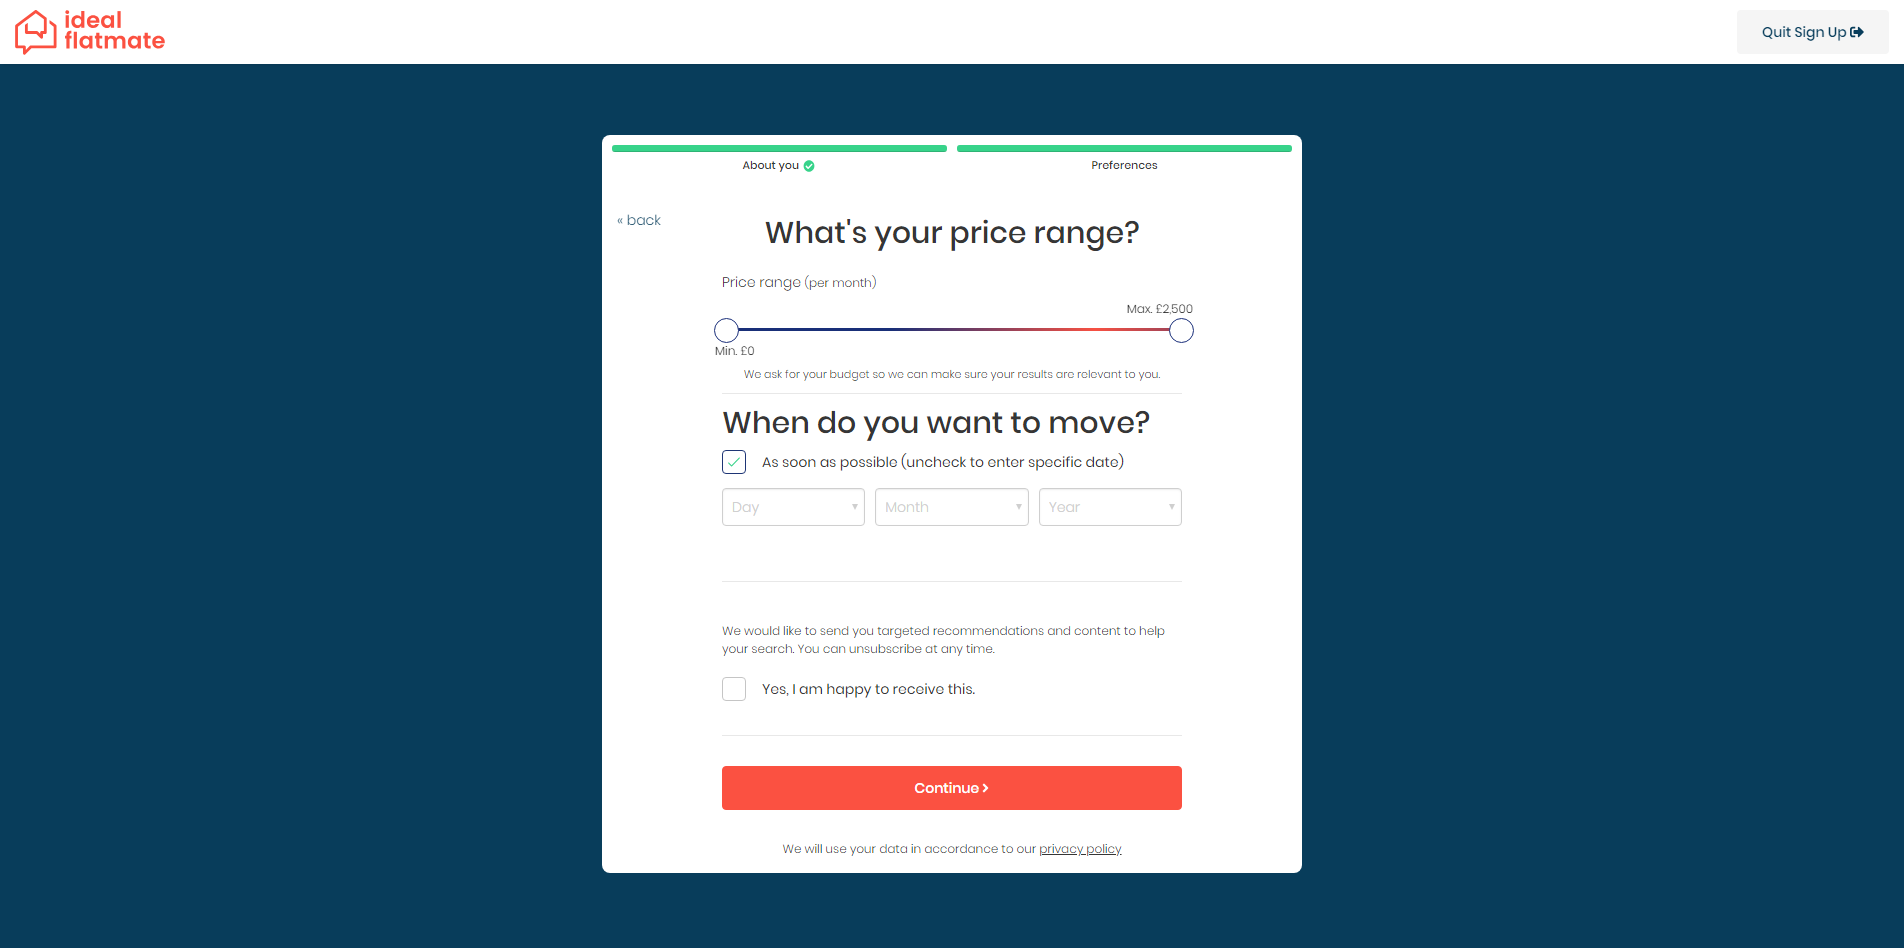 ideal
flatmate
Quit Sign Up
About you
Preferences
« back
What's your price range?
Price range (per month)
Max. £2,500
Min. £0
We ask for your budget so we can make sure your results are relevant to you.
When do you want to move?
As soon as possible (uncheck to enter specific date)
Day
Month
Year
We would like to send you targeted recommendations and content to help
your search. You can unsubscribe at any time.
Yes, I am happy to receive this.
Continue
We will use your data in accordance to our privacy policy